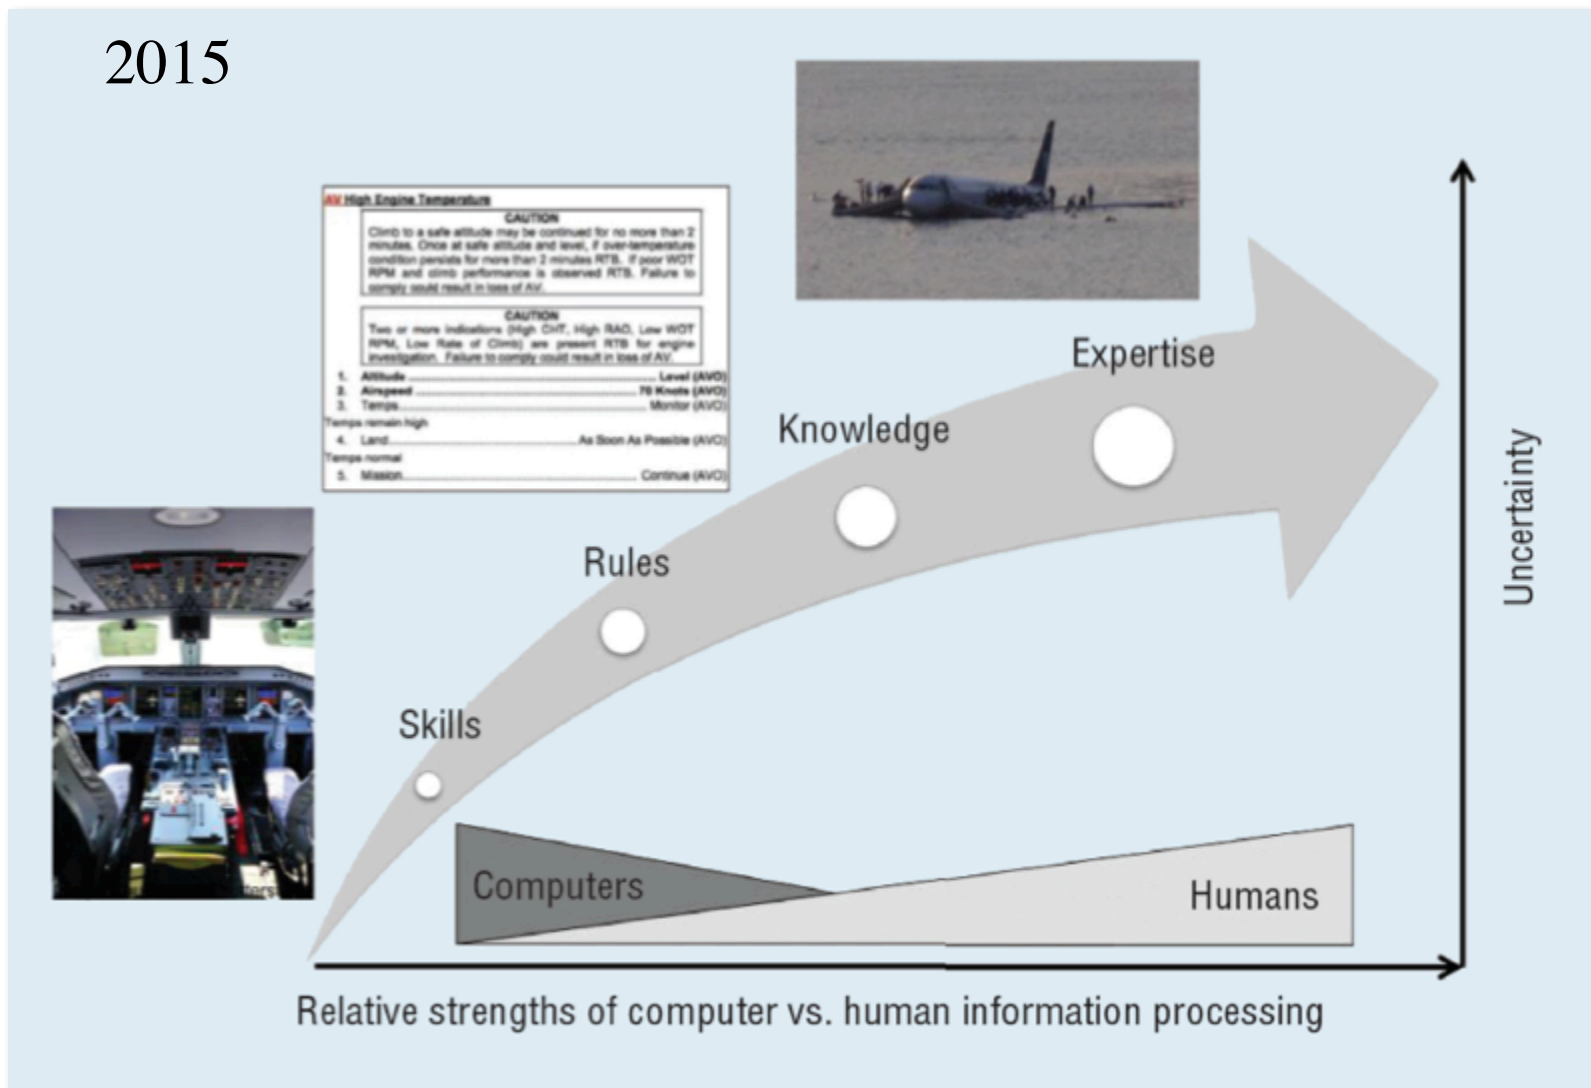 2015
AV High Engine Temperature
CAUTION
Climb to a safe altitude may be continued for no more than 2
minutes. Once at safe altitude and level, if over-temperature
condition persists for more than 2 minutes RTB. If poor WOT
RPM and climb performance is observed RTB. Failure to
comply could result in loss of AV.
CAUTION
Two or more indications (High CHT, High RAO, Low WOT
RPM, Low Rate of Climb) are present RTB for engine
investigation. Failure to comply could result in loss of AV.
1. Altitude ........ Level (AVO)
2. Airspeed ........ 70 Knots (AVO)
3. Temps ........ Monitor (AVO)
Temps remain high
4. Land ........ As Soon As Possible (AVO)
Temps normal
5. Mission ........ Continue (AVO)
Expertise
Knowledge
Rules
Skills
Uncertainty
Computers
Humans
Relative strengths of computer vs. human information processing